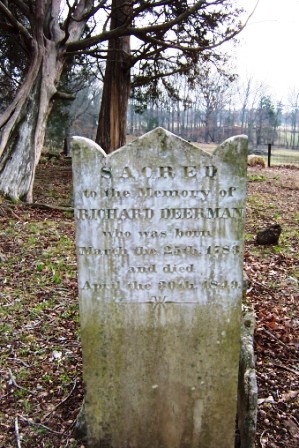 SACRED
to the Memory of
RICHARD DEERMAN
who was born
March the 25th. 1784
and died
April the 30th. 1849.